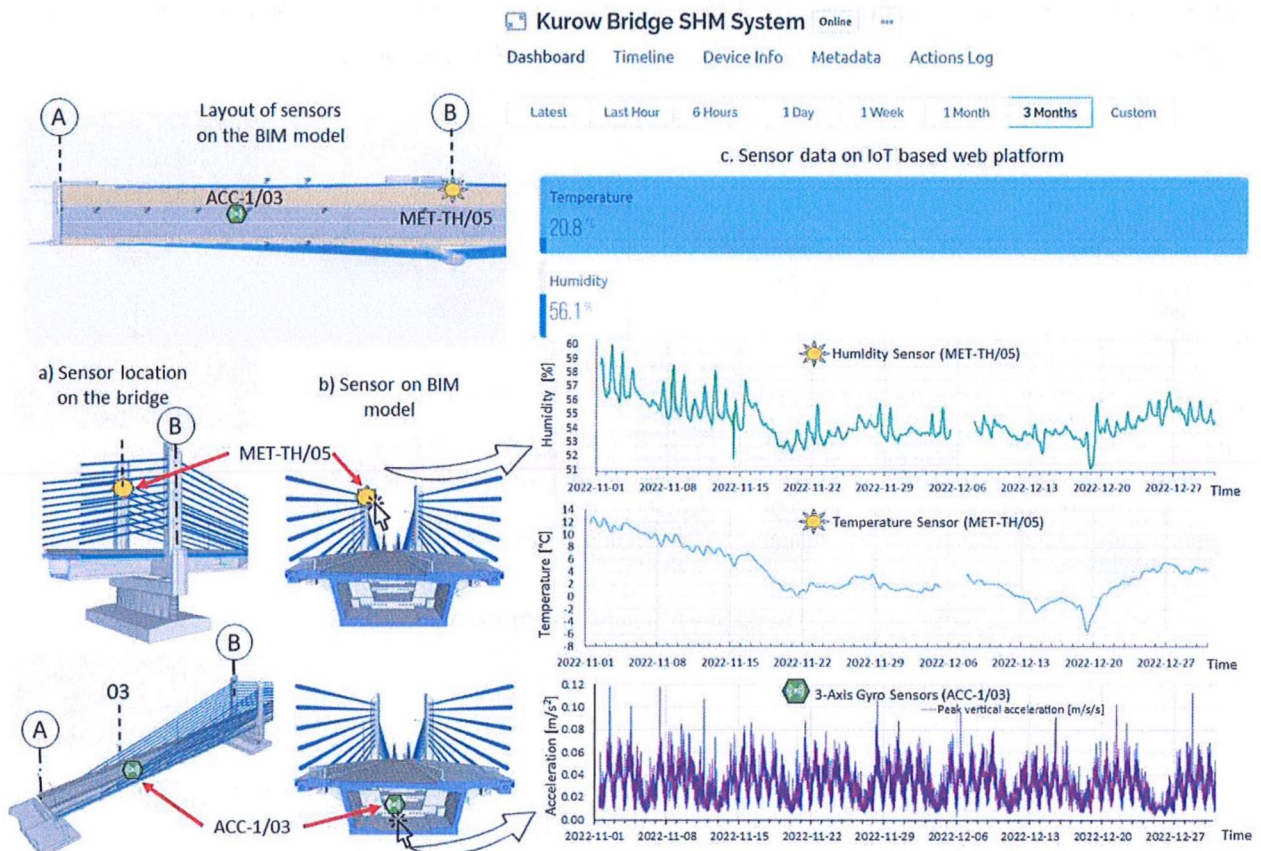 Kurow Bridge SHM System Online
Dashboard Timeline Device Info Metadata Actions Log
Latest Last Hour 6 Hours 1 Day 1 Week 1 Month 3 Months Custom
A
Layout of sensors
on the BIM model
B
ACC-1/03
MET-TH/05
c. Sensor data on IoT based web platform
Temperature
20.8 °c
Humidity
56.1 %
a) Sensor location
on the bridge
b) Sensor on BIM
model
B
MET-TH/05
Humidity Sensor (MET-TH/05)
Humidity [%]
60
58
57
56
55
54
53
52
51
2022-11-01 2022-11-08 2022-11-15 2022-11-22 2022-11-29 2022-12-06 2022-12-13 2022-12-20 2022-12-27 Time
Temperature Sensor (MET-TH/05)
Temperature [°C]
14
12
10
8
6
4
2
0
-2
-4
-6
-8
2022-11-01 2022-11-08 2022-11-15 2022-11-22 2022-11-29 2022-12-06 2022-12-13 2022-12-20 2022-12-27 Time
B
03
A
ACC-1/03
3-Axis Gyro Sensors (ACC-1/03)
Peak vertical acceleration [m/s/s]
Acceleration [m/s²]
0.12
0.10
0.08
0.06
0.04
0.02
0.00
2022-11-01 2022-11-08 2022-11-15 2022-11-22 2022-11-29 2022-12-06 2022-12-13 2022-12-20 2022-12-27 Time